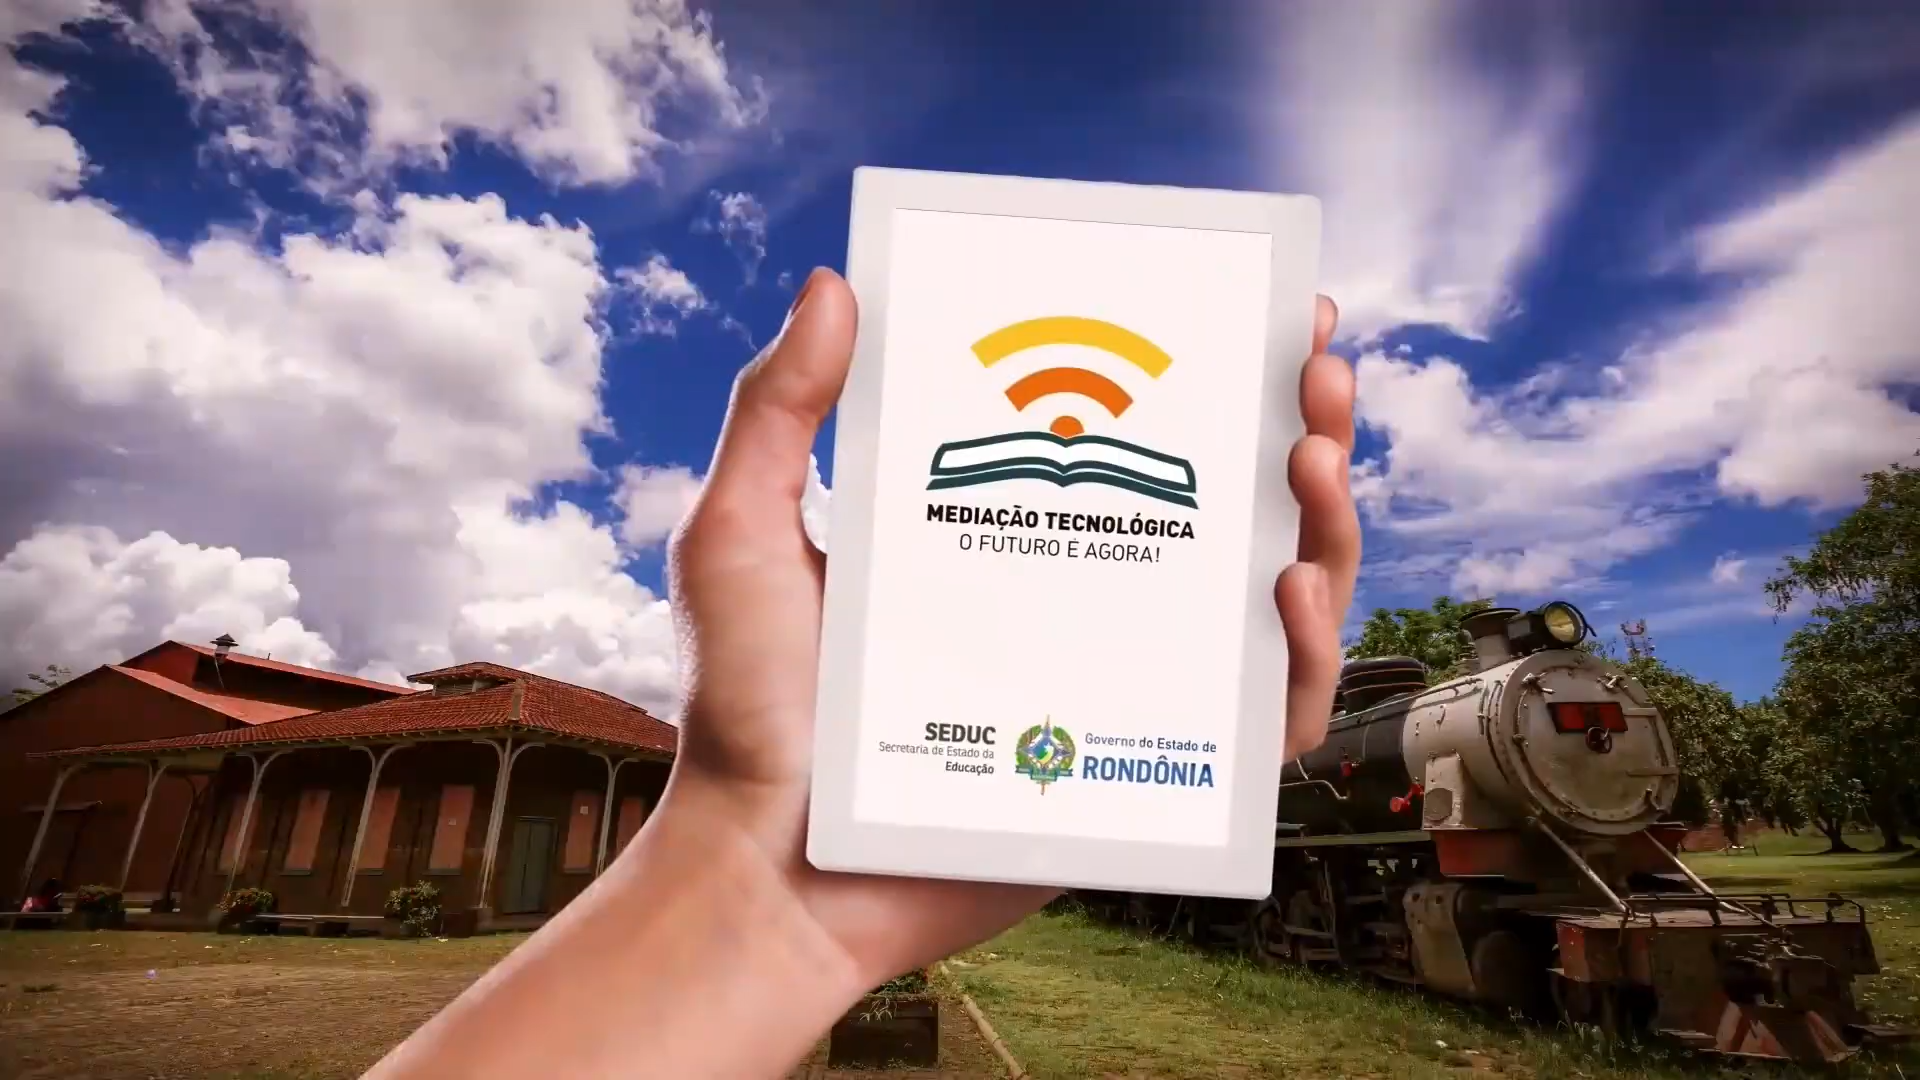 MEDIAÇÃO TECNOLÓGICA
O FUTURO É AGORA!
SEDUC
Secretaria de Estado da
Educação
Governo do Estado de
RONDÔNIA